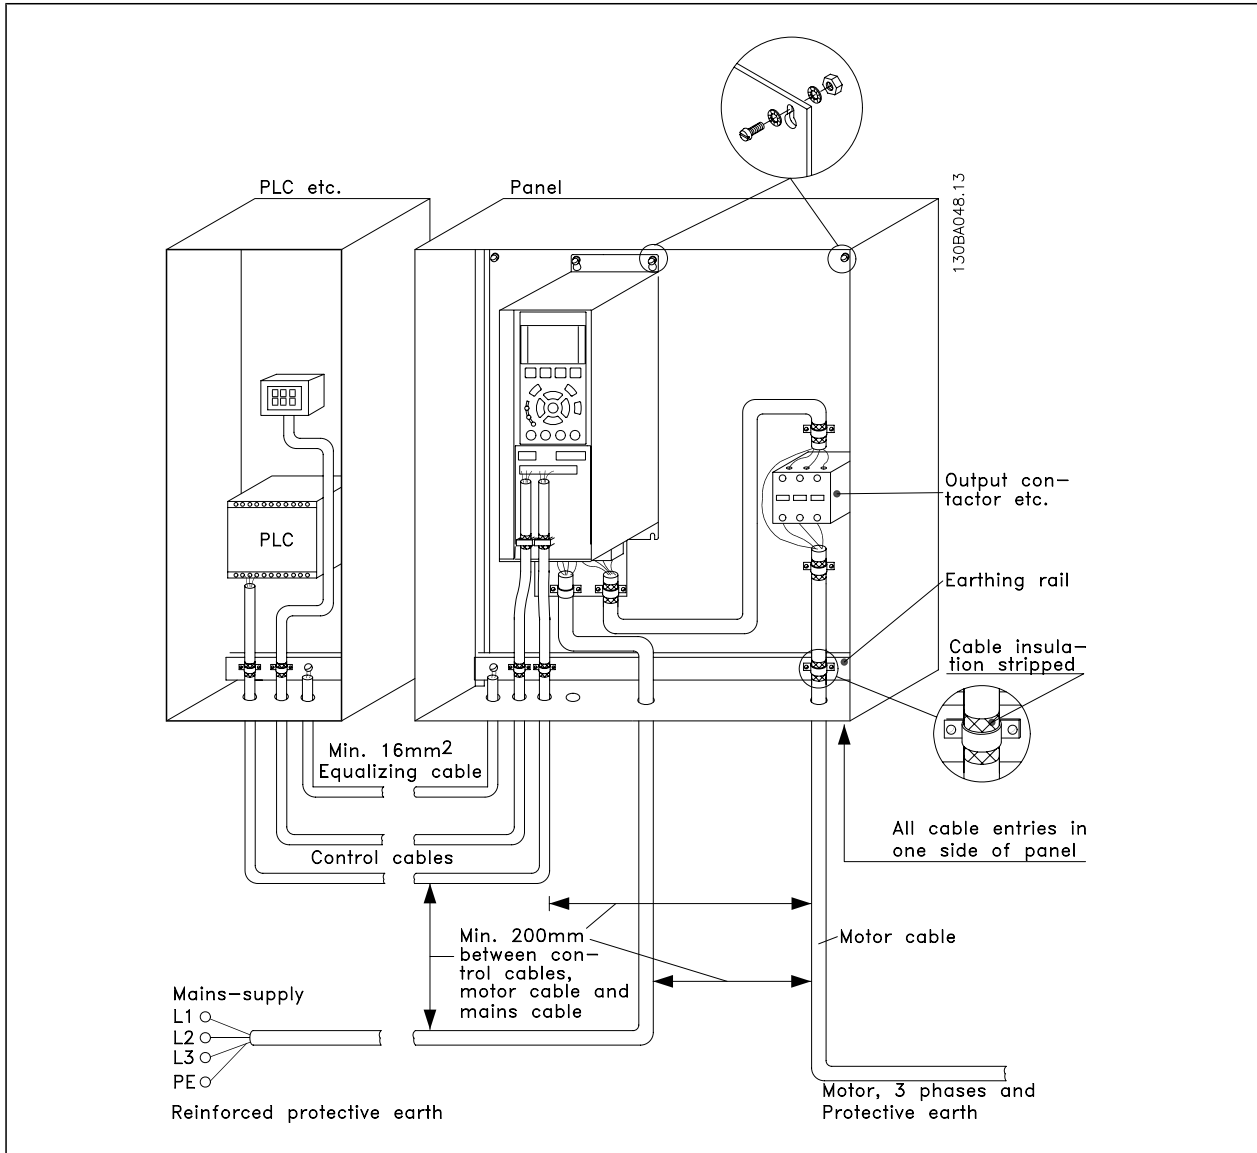 130BA048.13
PLC etc.
Panel
PLC
Output con-
tactor etc.
Earthing rail
Cable insula-
tion stripped
Min. 16mm2
Equalizing cable
All cable entries in
one side of panel
Control cables
Min. 200mm
between con-
trol cables,
motor cable and
mains cable
Motor cable
Mains-supply
L1
L2
L3
PE
Reinforced protective earth
Motor, 3 phases and
Protective earth